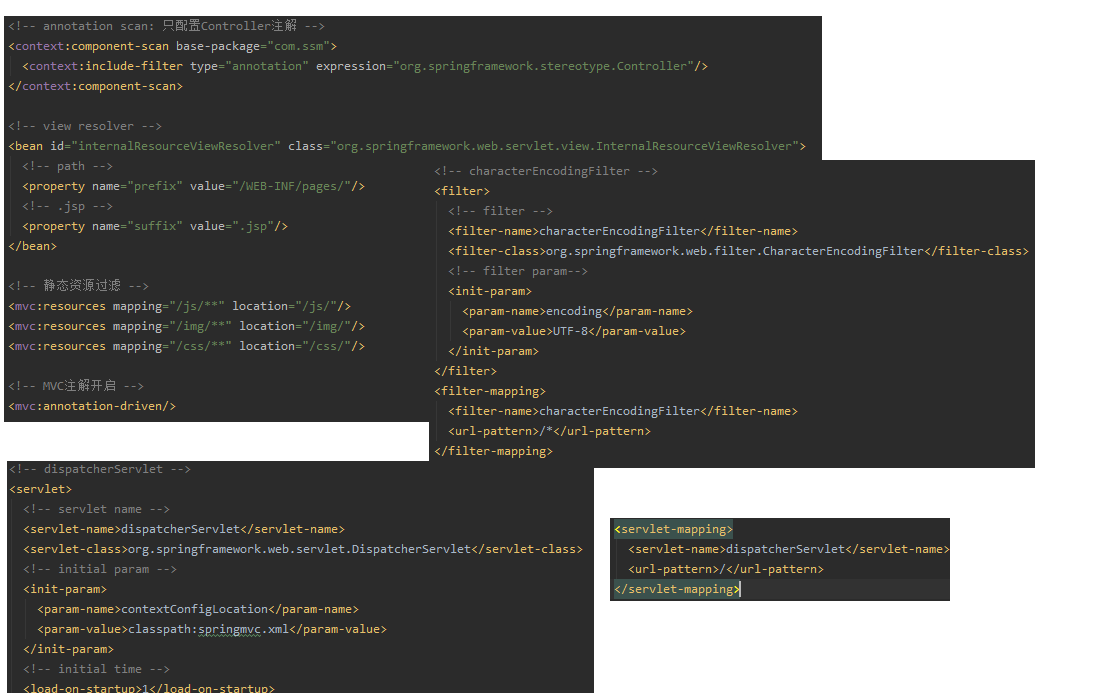 <!-- annotation scan: 只配置Controller注解 -->
<context:component-scan base-package="com.ssm">
  <context:include-filter type="annotation" expression="org.springframework.stereotype.Controller"/>
</context:component-scan>
<!-- view resolver -->
<bean id="internalResourceViewResolver" class="org.springframework.web.servlet.view.InternalResourceViewResolver">
  <!-- path -->
  <property name="prefix" value="/WEB-INF/pages/"/>
  <!-- .jsp -->
  <property name="suffix" value=".jsp"/>
</bean>
<!-- 静态资源过滤 -->
<mvc:resources mapping="/js/**" location="/js/"/>
<mvc:resources mapping="/img/**" location="/img/"/>
<mvc:resources mapping="/css/**" location="/css/"/>
<!-- MVC注解开启 -->
<mvc:annotation-driven/>
<!-- characterEncodingFilter -->
<filter>
  <!-- filter -->
  <filter-name>characterEncodingFilter</filter-name>
  <filter-class>org.springframework.web.filter.CharacterEncodingFilter</filter-class>
  <!-- filter param-->
  <init-param>
    <param-name>encoding</param-name>
    <param-value>UTF-8</param-value>
  </init-param>
</filter>
<filter-mapping>
  <filter-name>characterEncodingFilter</filter-name>
  <url-pattern>/*</url-pattern>
</filter-mapping>
<!-- dispatcherServlet -->
<servlet>
  <!-- servlet name -->
  <servlet-name>dispatcherServlet</servlet-name>
  <servlet-class>org.springframework.web.servlet.DispatcherServlet</servlet-class>
  <!-- initial param -->
  <init-param>
    <param-name>contextConfigLocation</param-name>
    <param-value>classpath:springmvc.xml</param-value>
  </init-param>
  <!-- initial time -->
  <load-on-startup>1</load-on-startup>
<servlet-mapping>
  <servlet-name>dispatcherServlet</servlet-name>
  <url-pattern>/</url-pattern>
</servlet-mapping>